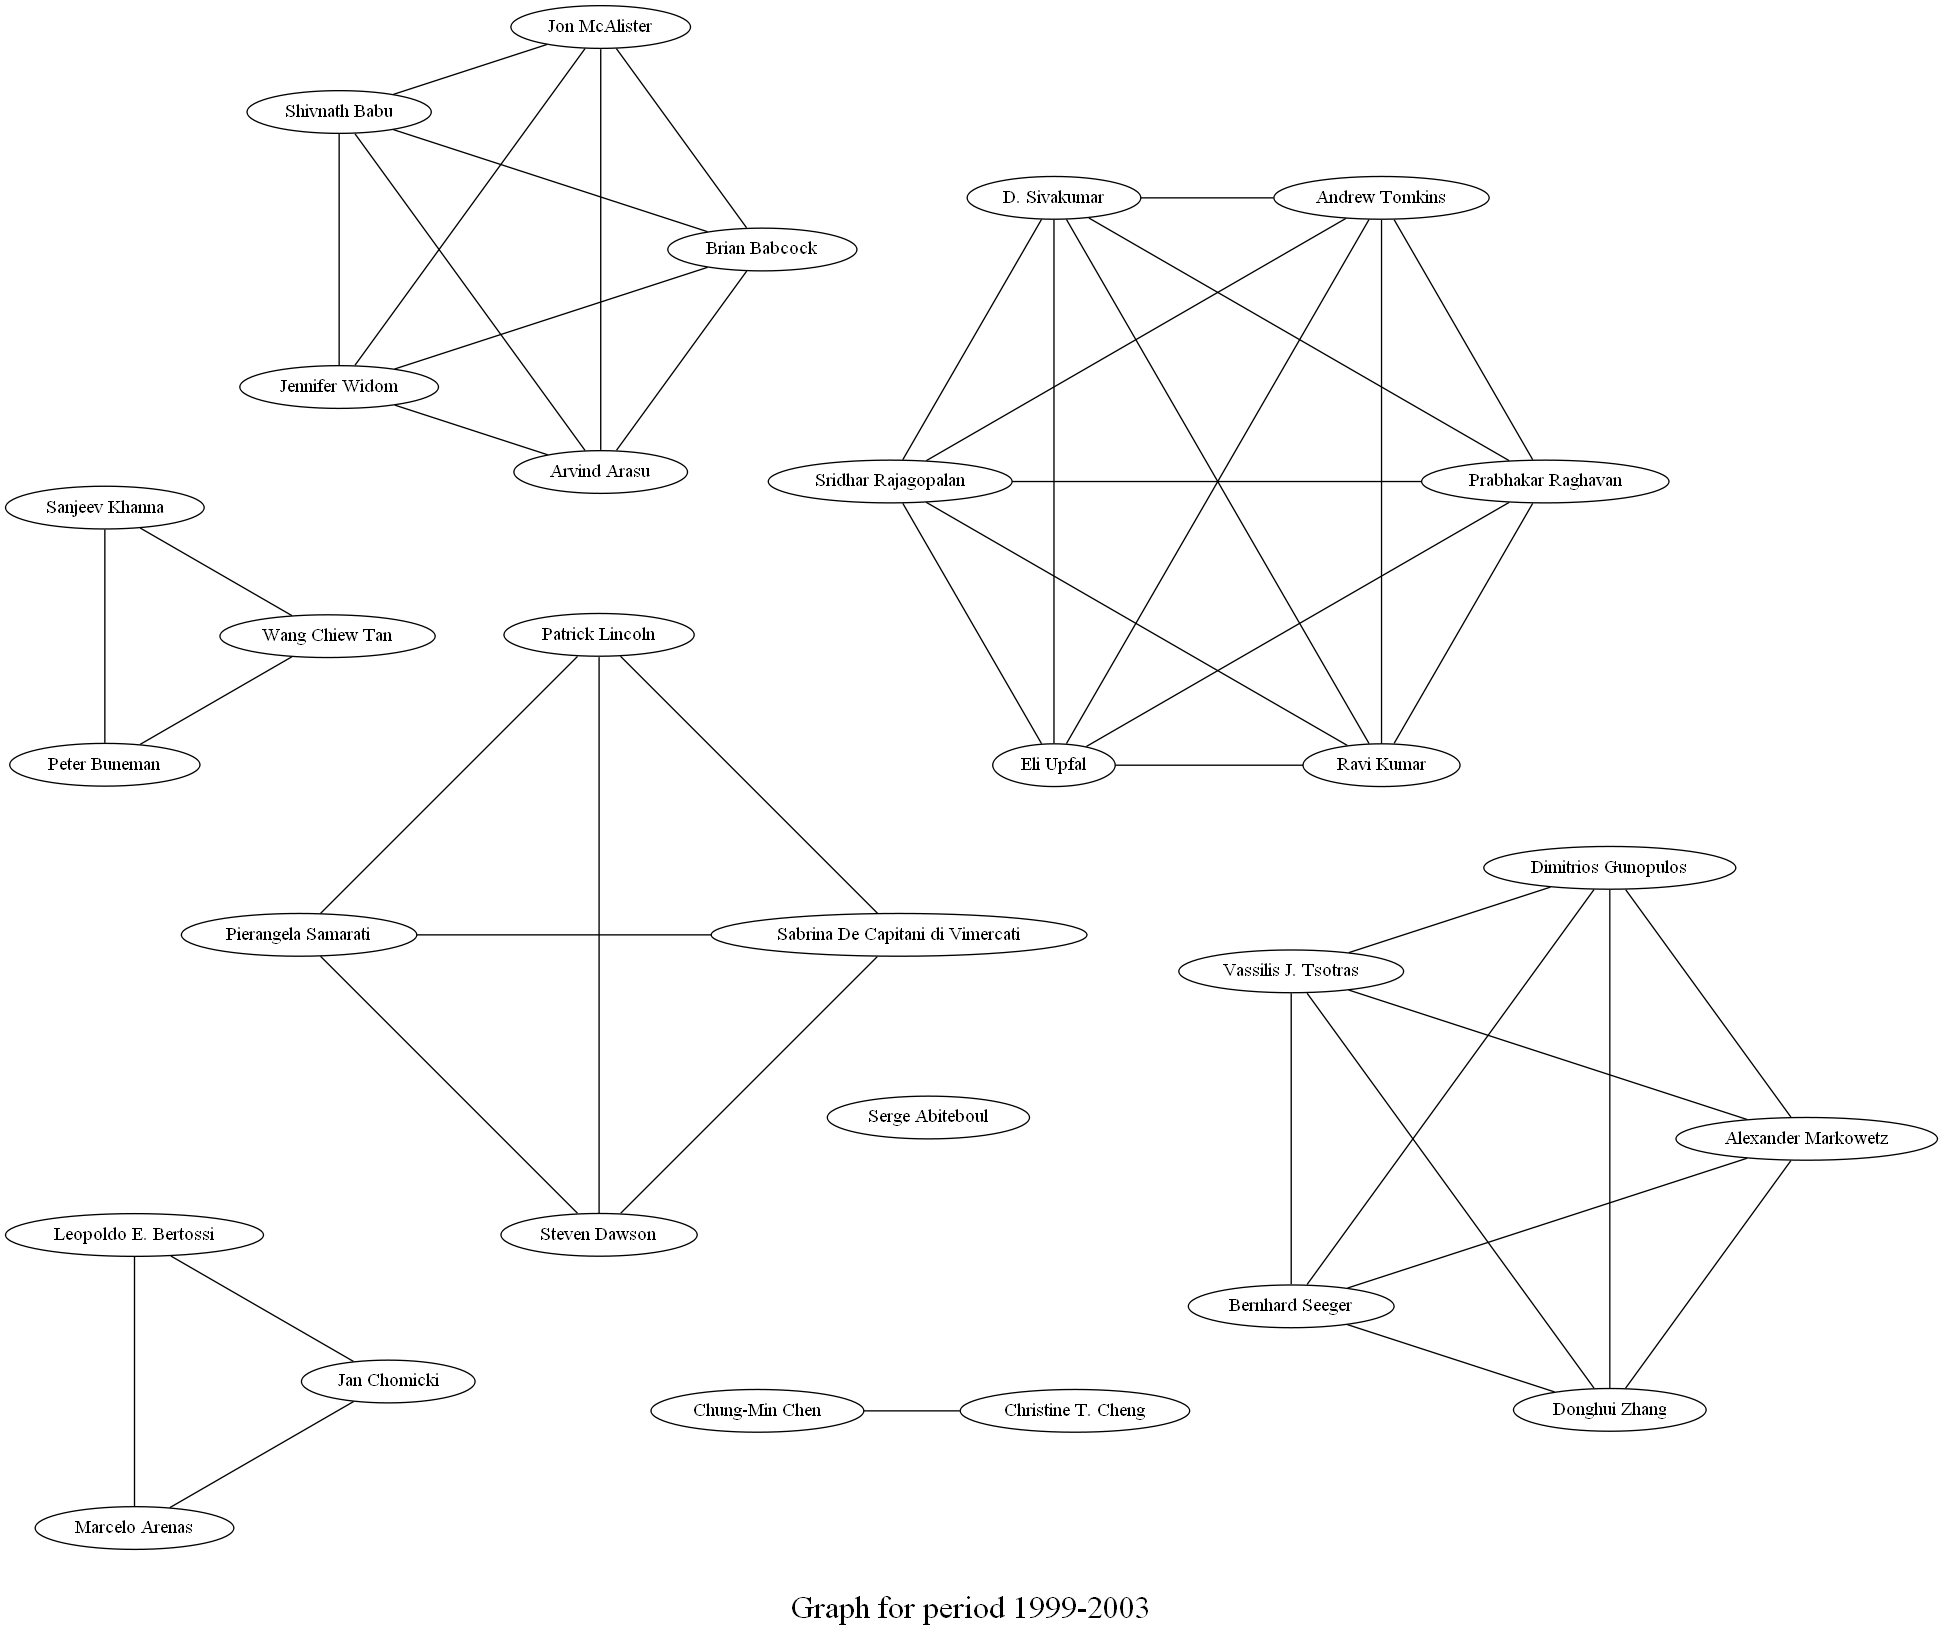 Jon McAlister
Shivnath Babu
D. Sivakumar
Andrew Tomkins
Brian Babcock
Jennifer Widom
Arvind Arasu
Sridhar Rajagopalan
Prabhakar Raghavan
Sanjeev Khanna
Wang Chiew Tan
Patrick Lincoln
Peter Buneman
Eli Upfal
Ravi Kumar
Dimitrios Gunopulos
Pierangela Samarati
Sabrina De Capitani di Vimercati
Vassilis J. Tsotras
Serge Abiteboul
Alexander Markowetz
Leopoldo E. Bertossi
Steven Dawson
Bernhard Seeger
Jan Chomicki
Chung-Min Chen
Christine T. Cheng
Donghui Zhang
Marcelo Arenas
Graph for period 1999-2003